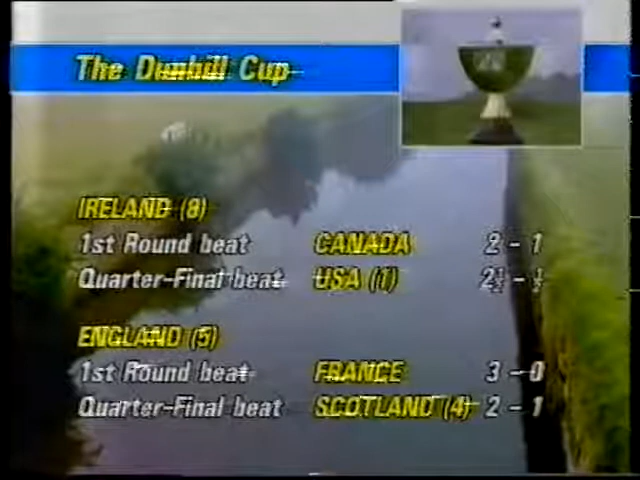 The Dunhill Cup
IRELAND (8)
1st Round beat CANADA 2 - 1
Quarter-Final beat USA (1) 2½ - ½
ENGLAND (5)
1st Round beat FRANCE 3 - 0
Quarter-Final beat SCOTLAND (4) 2 - 1